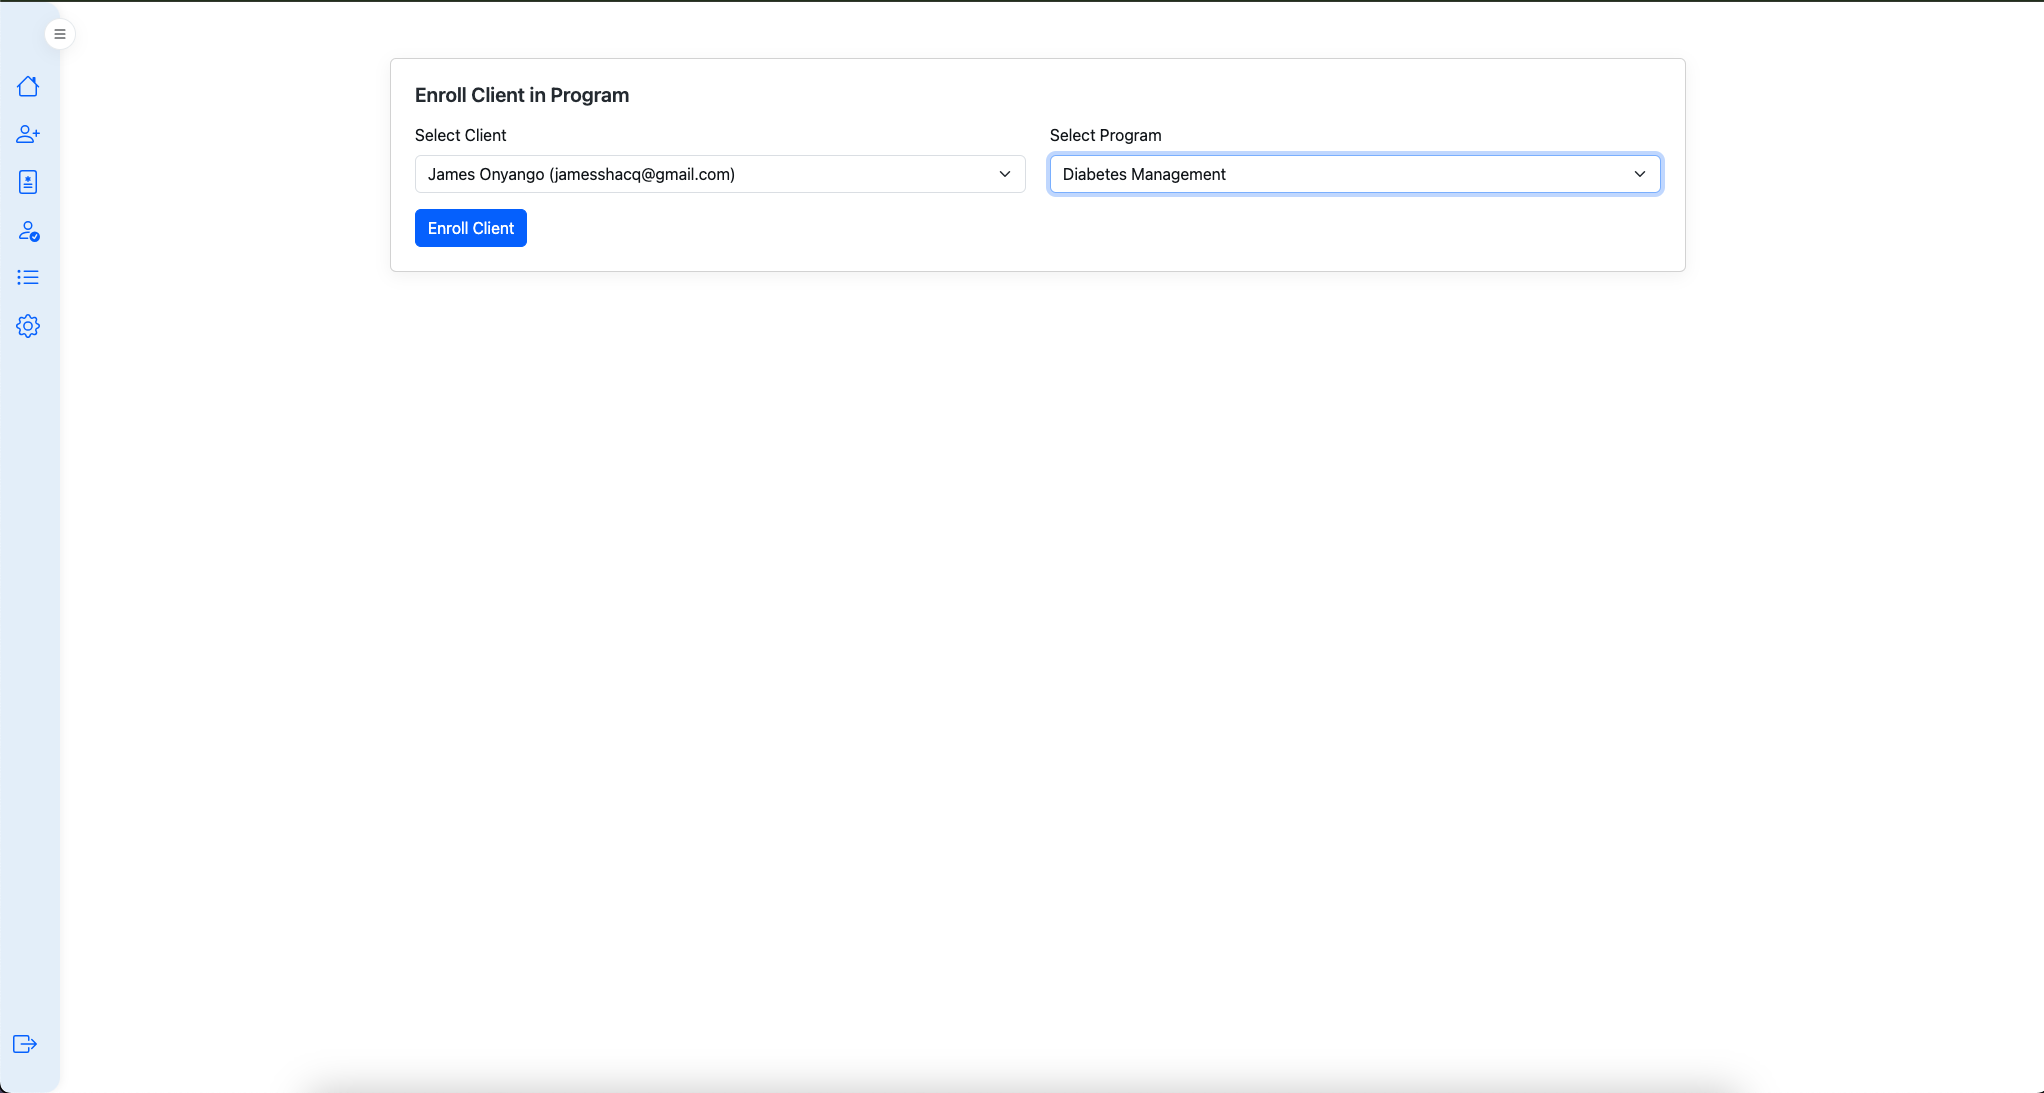 Enroll Client in Program
Select Client
Select Program
James Onyango (jamesshacq@gmail.com)
Diabetes Management
Enroll Client